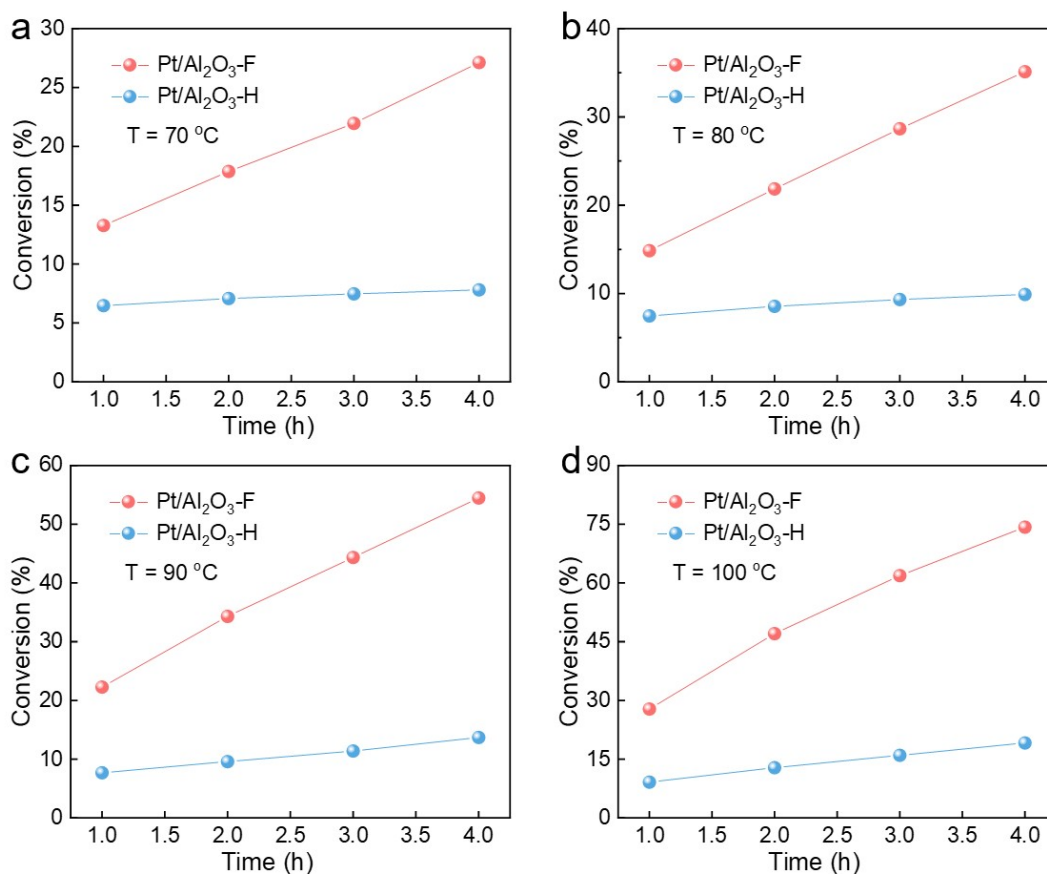 a
30
25
20
15
10
5
0
Conversion (%)
Pt/Al₂O₃-F
Pt/Al₂O₃-H
T = 70 °C
1.0 1.5 2.0 2.5 3.0 3.5 4.0
Time (h)
b
40
30
20
10
0
Conversion (%)
Pt/Al₂O₃-F
Pt/Al₂O₃-H
T = 80 °C
1.0 1.5 2.0 2.5 3.0 3.5 4.0
Time (h)
c
60
50
40
30
20
10
0
Conversion (%)
Pt/Al₂O₃-F
Pt/Al₂O₃-H
T = 90 °C
1.0 1.5 2.0 2.5 3.0 3.5 4.0
Time (h)
d
90
75
60
45
30
15
0
Conversion (%)
Pt/Al₂O₃-F
Pt/Al₂O₃-H
T = 100 °C
1.0 1.5 2.0 2.5 3.0 3.5 4.0
Time (h)